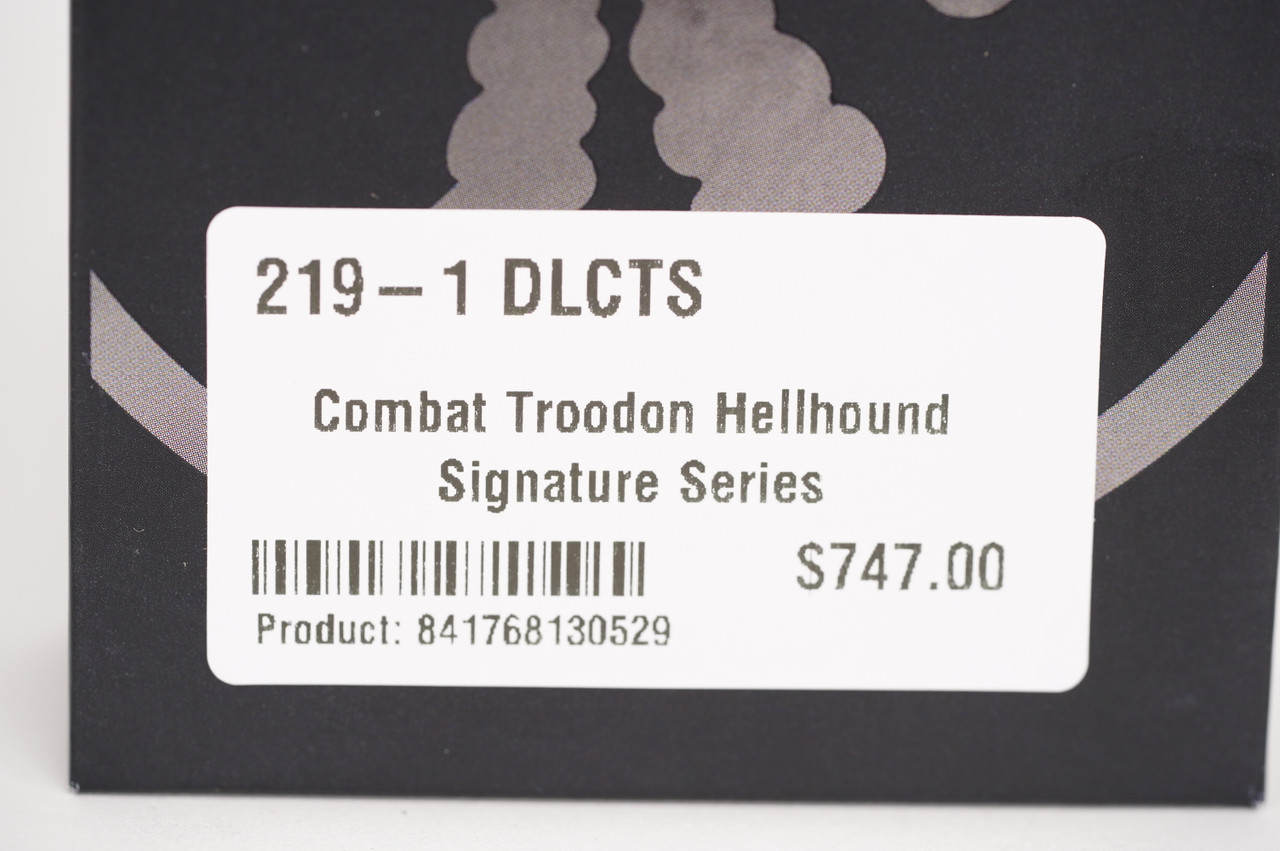 219-1 DLCTS
Combat Troodon Hellhound
Signature Series
$747.00
Product: 841768130529